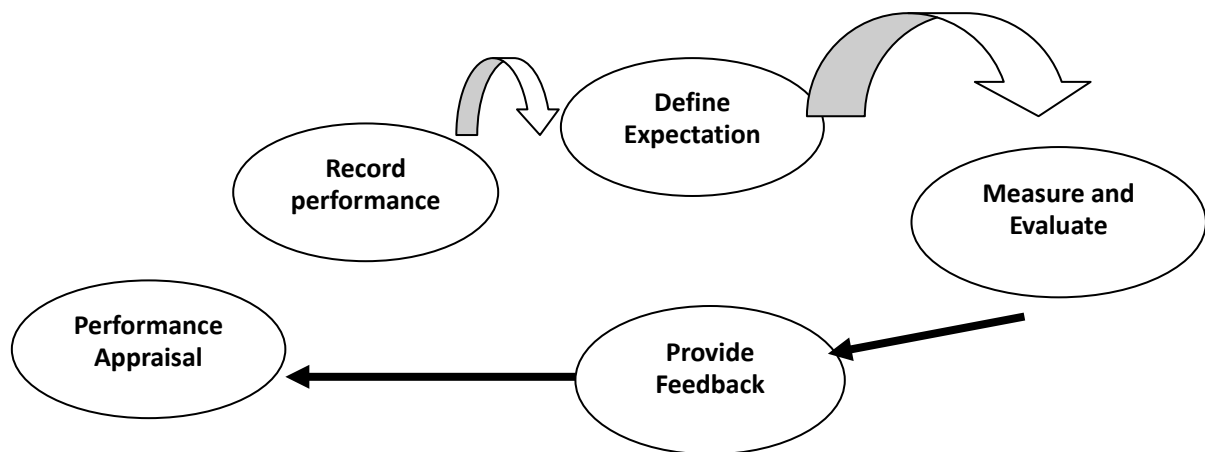 Define
Expectation
Record
performance
Measure and
Evaluate
Performance
Appraisal
Provide
Feedback